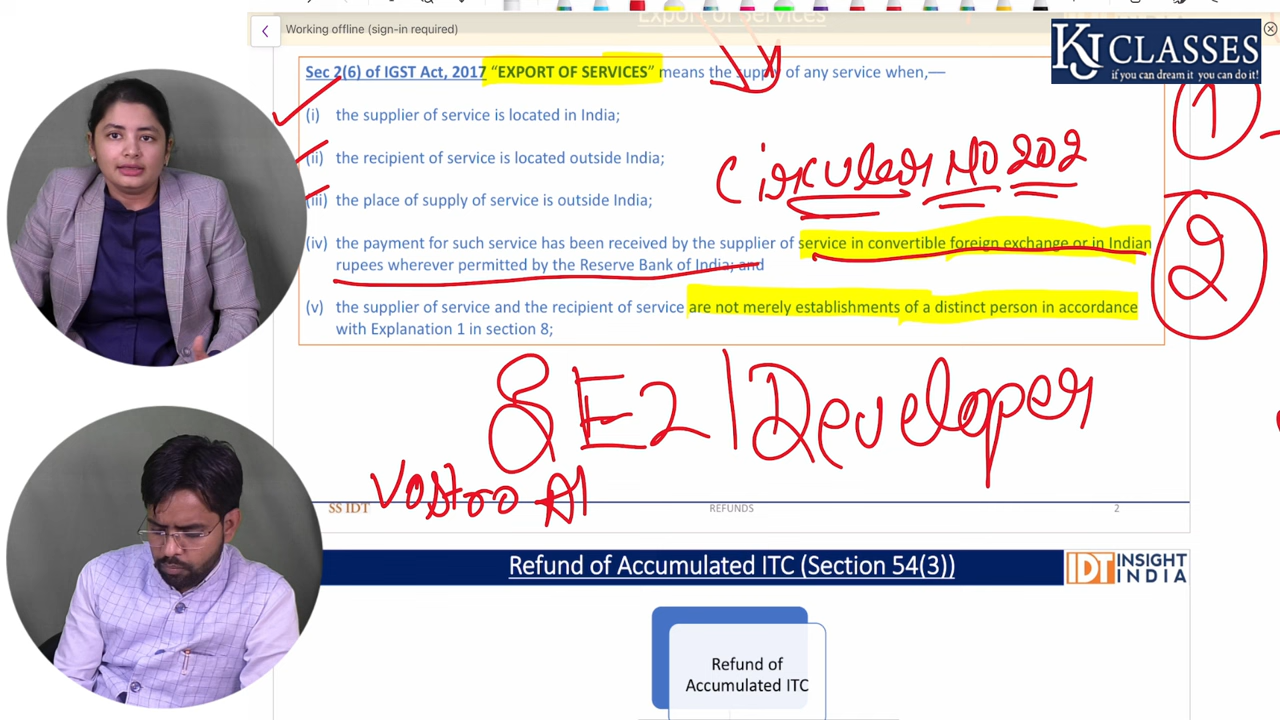 Export of Services
Working offline (sign-in required)
KJ CLASSES
if you can dream it you can do it!
Sec 2(6) of IGST Act, 2017 “EXPORT OF SERVICES” means the supply of any service when,—
(i) the supplier of service is located in India;
(ii) the recipient of service is located outside India;
(iii) the place of supply of service is outside India;
(iv) the payment for such service has been received by the supplier of service in convertible foreign exchange or in Indian
rupees wherever permitted by the Reserve Bank of India; and
(v) the supplier of service and the recipient of service are not merely establishments of a distinct person in accordance
with Explanation 1 in section 8;
Circular NO 202
1
2
SEZ | Developer
Vostro A/
SS IDT
REFUNDS
2
Refund of Accumulated ITC (Section 54(3))
IDT INSIGHT
INDIA
Refund of
Accumulated ITC